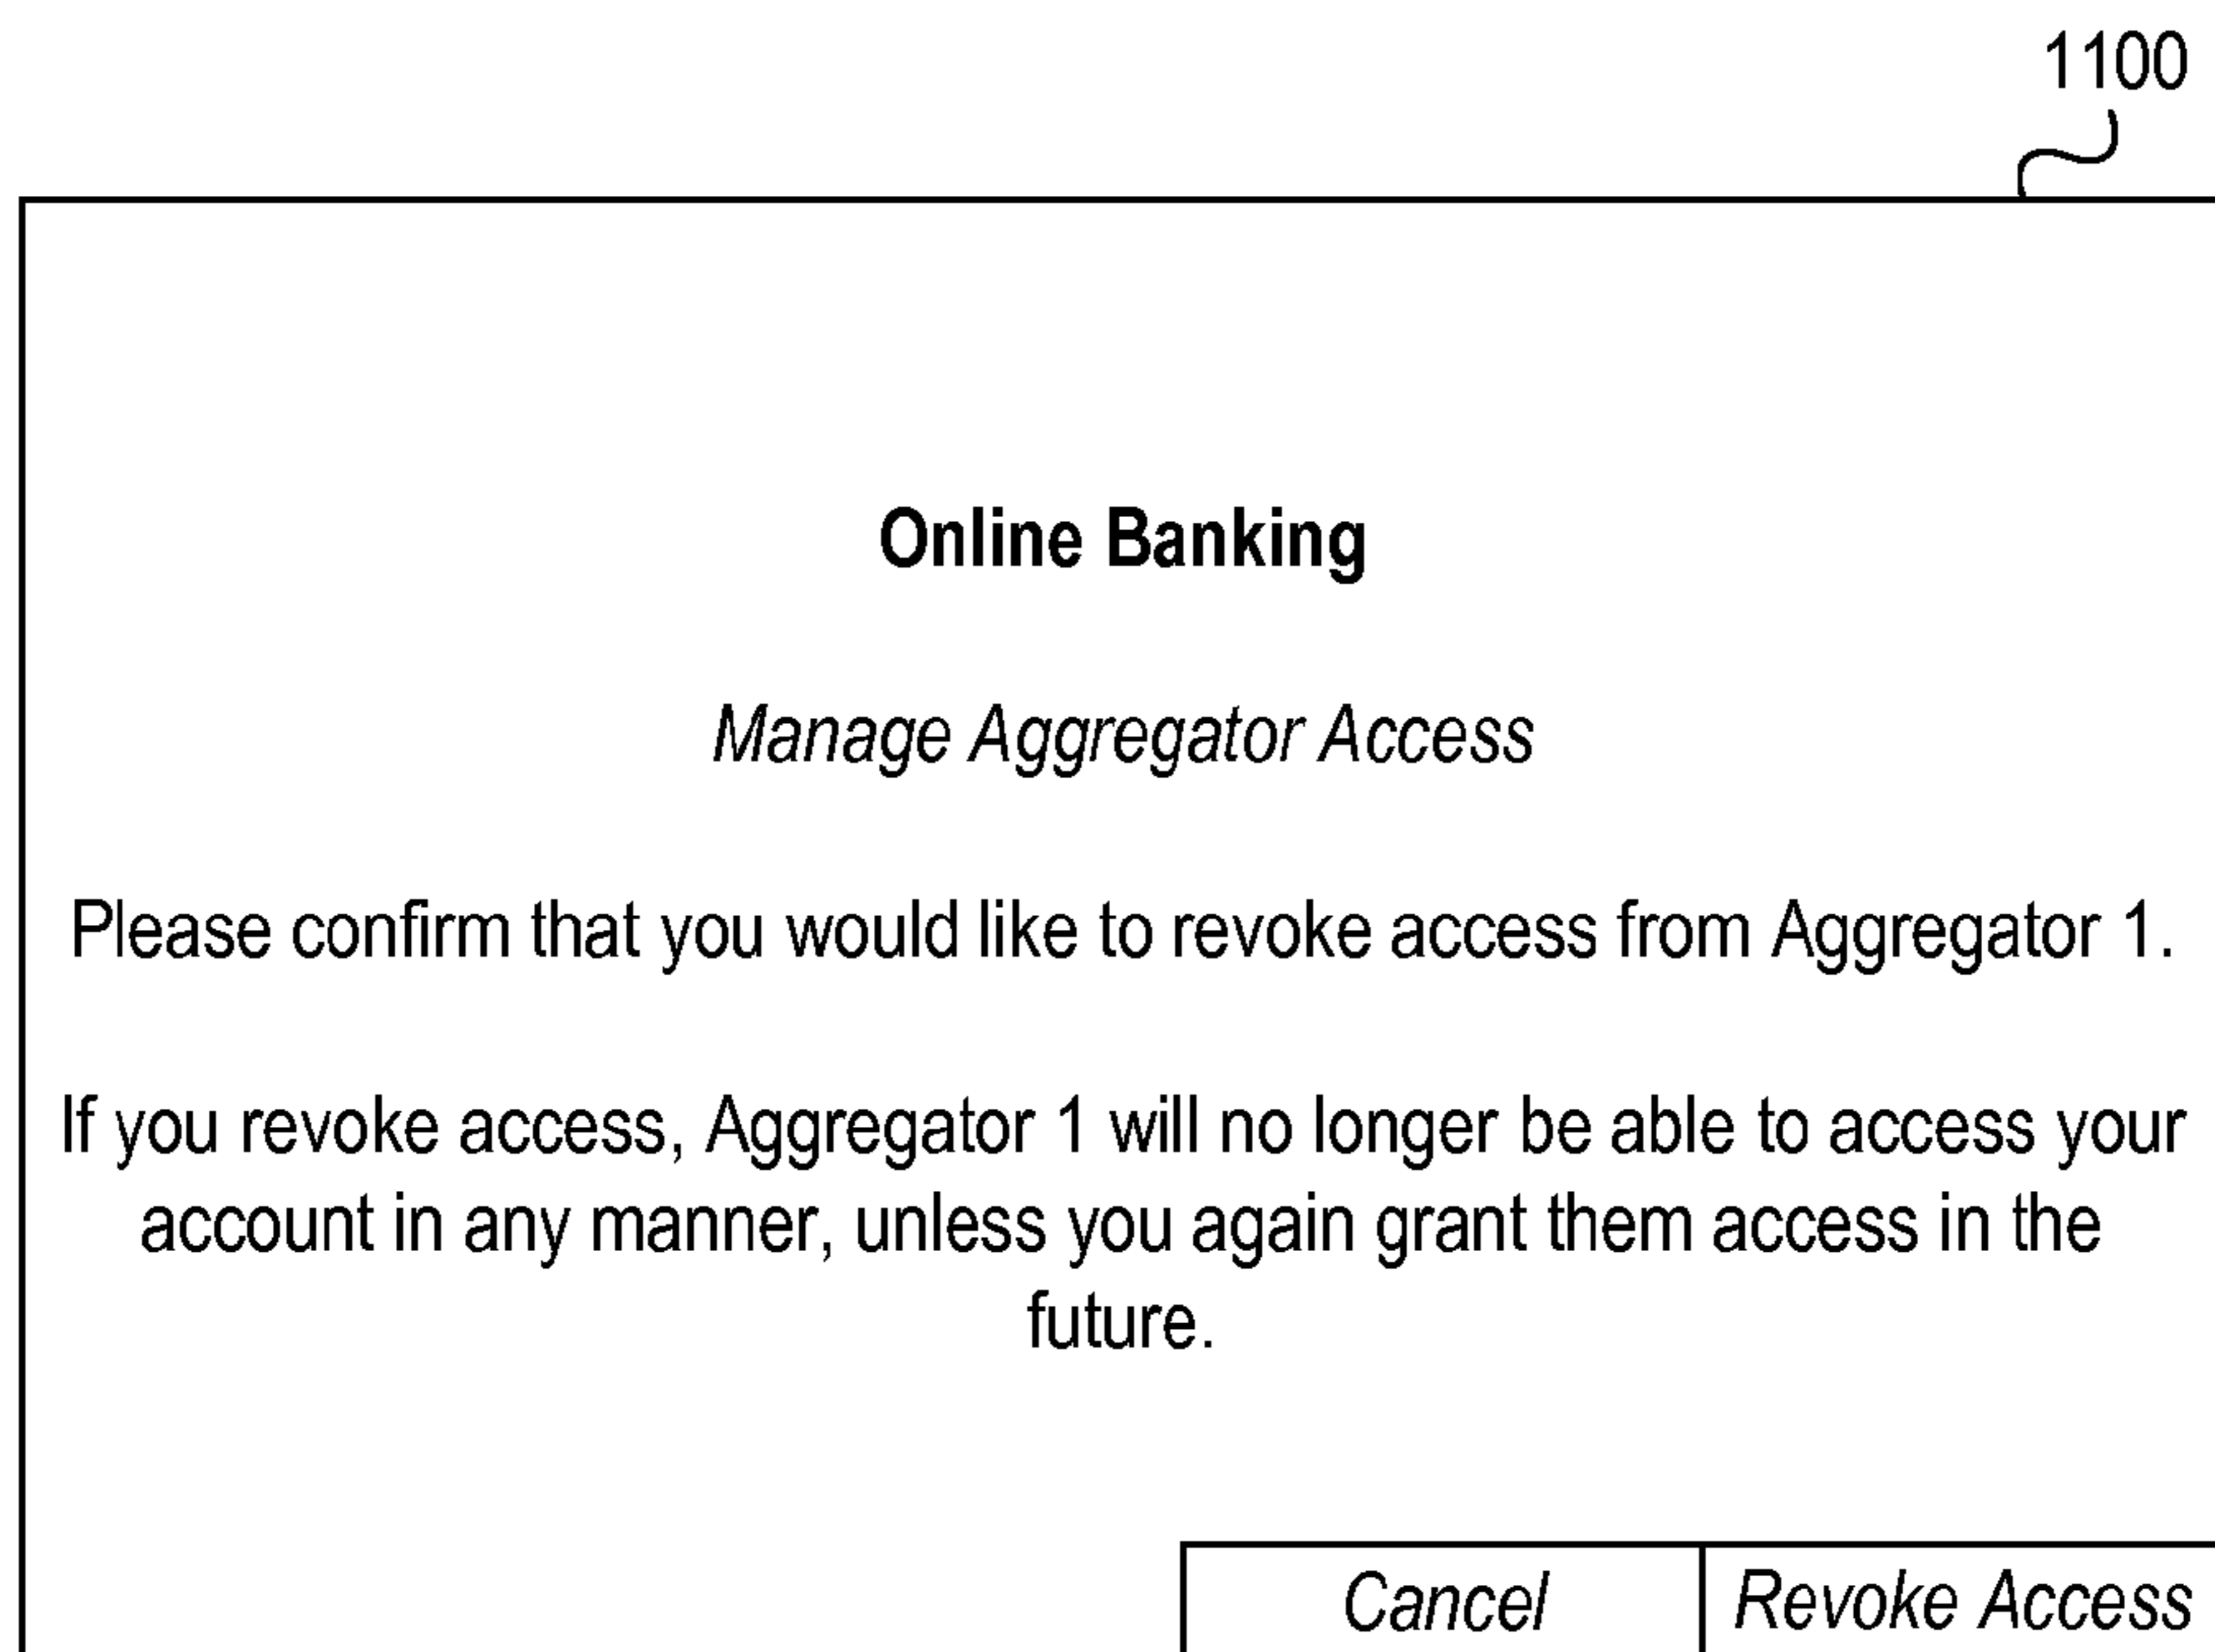 1100
Online Banking
Manage Aggregator Access
Please confirm that you would like to revoke access from Aggregator 1.
If you revoke access, Aggregator 1 will no longer be able to access your
account in any manner, unless you again grant them access in the
future.
Cancel
Revoke Access